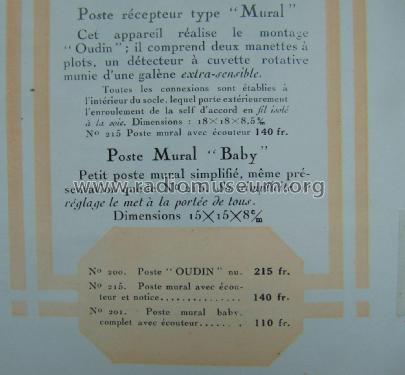 Poste récepteur type "Mural"
Cet appareil réalise le montage
"Oudin"; il comprend deux manettes à
plots, un détecteur à cuvette rotative
munie d'une galène extra-sensible.
Toutes les connexions sont établies à
l'intérieur du socle, lequel porte extérieurement
l'enroulement de la self d'accord en fil isolé
à la soie. Dimensions : 18×18×8,5 c/m
No 215 Poste mural avec écouteur 140 fr.
Poste Mural "Baby"
Petit poste mural simplifié, même pré-
sentation que
www.radiomuseum.org
réglage le met à la portée de tous.
Dimensions 15×15×8 c/m
No 200. Poste "OUDIN" nu. 215 fr.
No 215. Poste mural avec écou-
teur et notice............... 140 fr.
No 201. Poste mural baby.
complet avec écouteur....... 110 fr.